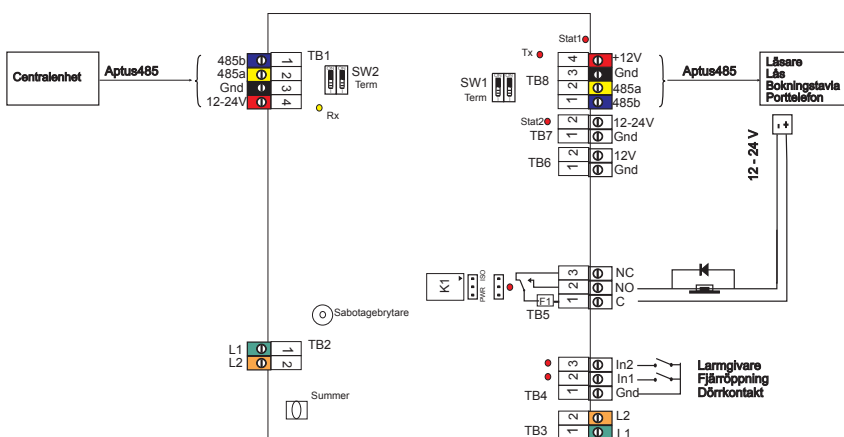 Centralenhet
Aptus485
485b 1 TB1
485a 2
Gnd 3
12-24V 4
SW2
Term
Rx
Stat1
Tx
SW1
Term
TB8
4 +12V
3 Gnd
2 485a
1 485b
Aptus485
Läsare
Lås
Bokningstavla
Porttelefon
Stat2
TB7
2 12-24V
1 Gnd
TB6
2 12V
1 Gnd
- +
12 - 24 V
K1
ISO
PWR
F1
TB5
3 NC
2 NO
1 C
Sabotagebrytare
L1 1 TB2
L2 2
Summer
TB4
3 In2
2 In1
1 Gnd
Larmgivare
Fjärröppning
Dörrkontakt
TB3
2 L2
1 L1